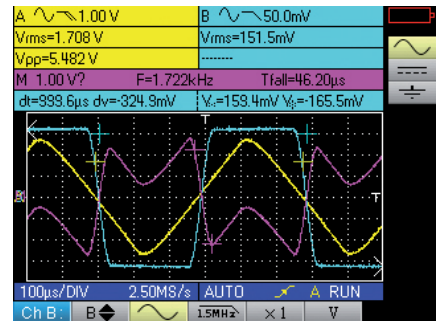 A 1.00 V B 50.0mV
Vrms=1.708 V Vrms=151.5mV
Vpp=5.482 V --------
M 1.00 V? F=1.722kHz Tfall=46.20µs
dt=999.6µs dv=-324.9mV =159.4mV =-165.5mV
T
T
100µs/DIV 2.50MS/s AUTO A RUN
Ch B: B 1.5MHz ×1 V